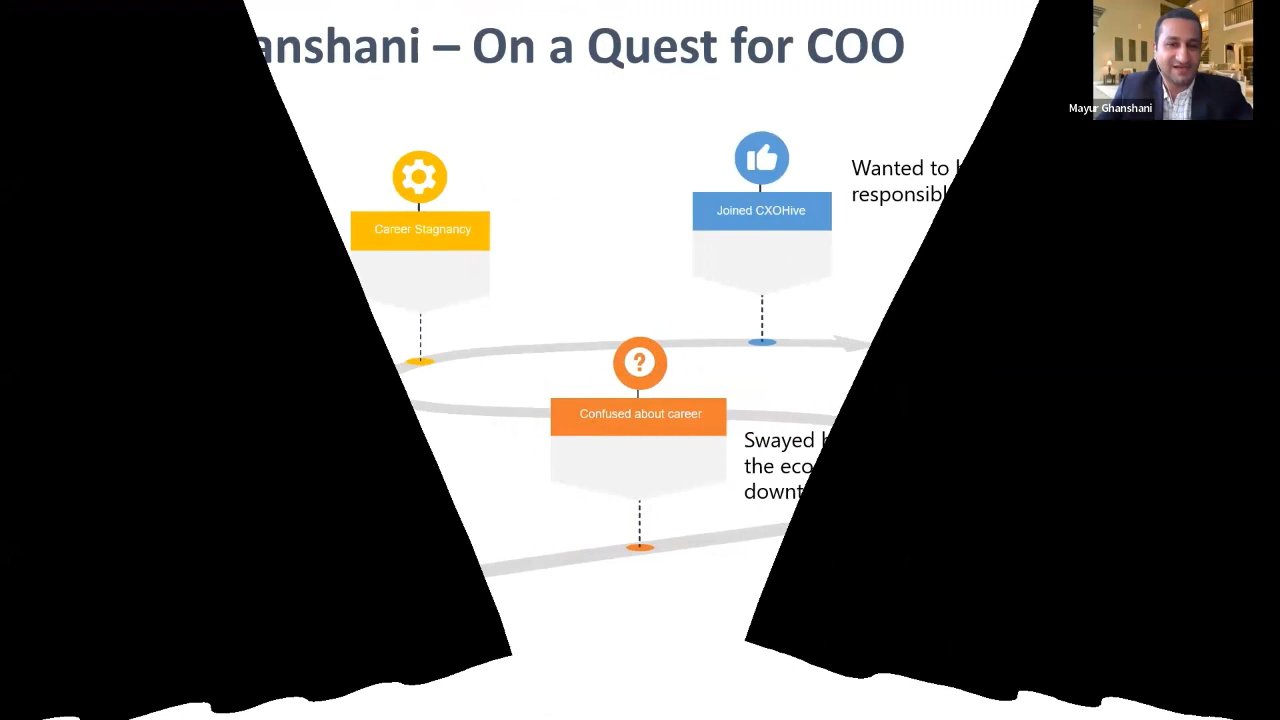 anshani – On a Quest for COO
Mayur Ghanshani
Wanted to
responsibl
Joined CXOHive
Career Stagnancy
Confused about career
Swayed
the eco
downt